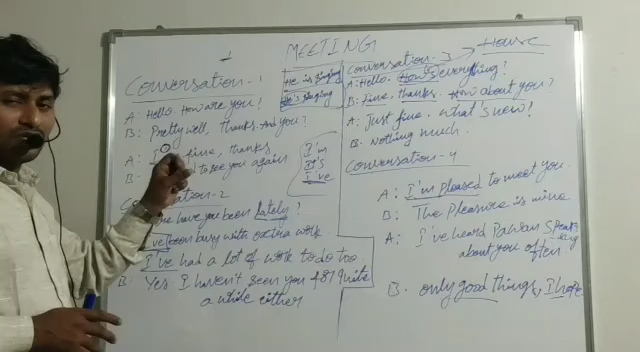 MEETING
House
Conversation-1
A: Hello. How are you?
B: Pretty well, Thanks. And you?
A: fine, thanks
B: to see you again
He is singing
He's singing
I'm
It's
I've
-2
have you been lately?
I've been busy with extra work
I've had a lot of work to do too
B: Yes I haven't seen you for quite
a while either
Conversation-3
A: Hello. How's everything?
B: Fine, thanks. How about you?
A: Just fine. What's new?
B: Nothing much.
Conversation-4
A: I'm pleased to meet you.
B: The pleasure is mine
A: I've heard Pawan speaking
about you often
B. only good things, I hope